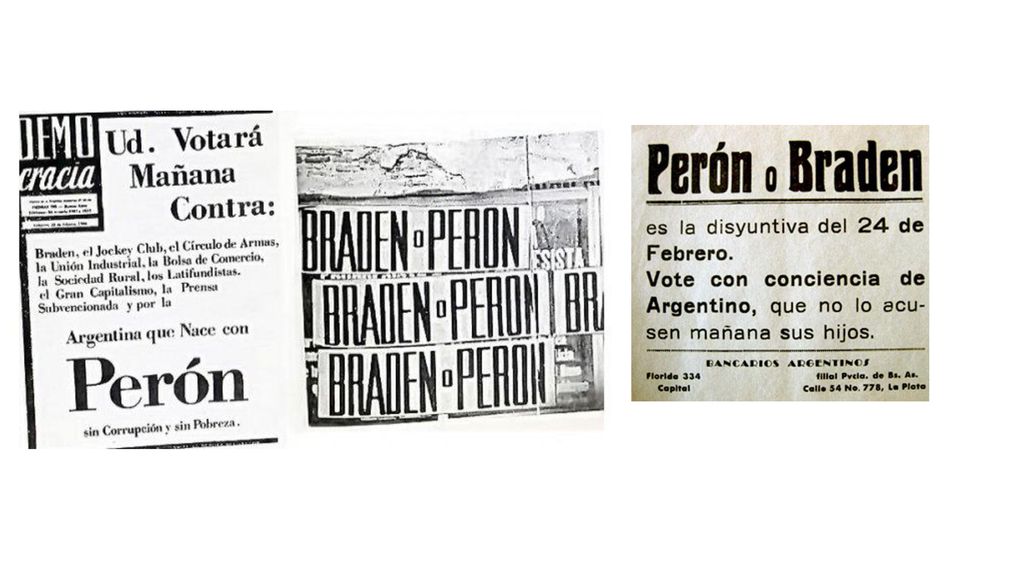 DEMO
cracia
Ud. Votará
Mañana
Contra:
Braden, el Jockey Club, el Círculo de Armas,
la Unión Industrial, la Bolsa de Comercio,
la Sociedad Rural, los Latifundistas.
el Gran Capitalismo, la Prensa
Subvencionada y por la
Argentina que Nace con
Perón
sin Corrupción y sin Pobreza.
BRADEN o PERON
ESISTA
BRADEN o PERON
BRA
BRADEN o PERON
Perón o Braden
es la disyuntiva del 24 de
Febrero.
Vote con conciencia de
Argentino, que no lo acu-
sen mañana sus hijos.
BANCARIOS ARGENTINOS
Florida 334
Capital
filial Pvcia. de Bs. As.
Calle 54 No. 778, La Plata